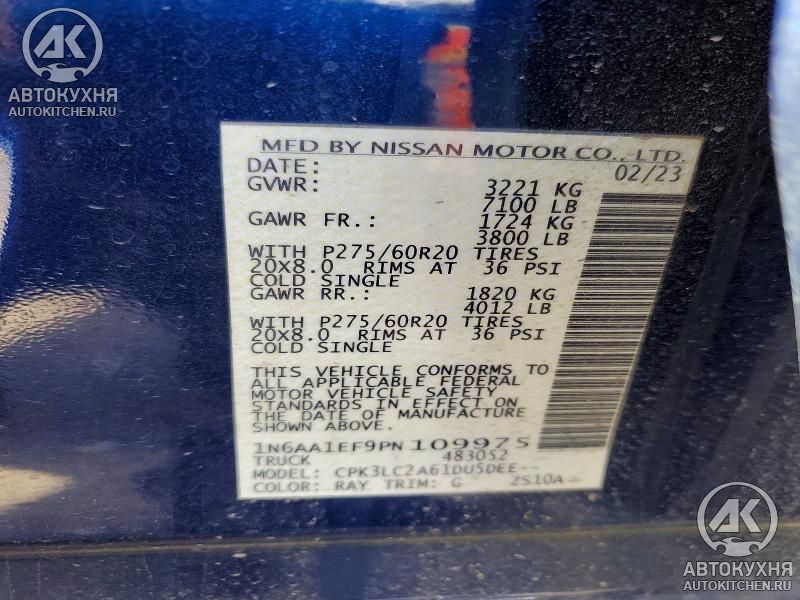 АК
АВТОКУХНЯ
AUTOKITCHEN.RU
MFD BY NISSAN MOTOR CO., LTD.
DATE: 02/23
GVWR: 3221 KG
7100 LB
GAWR FR.: 1724 KG
3800 LB
WITH P275/60R20 TIRES
20X8.0 RIMS AT 36 PSI
COLD SINGLE
GAWR RR.: 1820 KG
4012 LB
WITH P275/60R20 TIRES
20X8.0 RIMS AT 36 PSI
COLD SINGLE
THIS VEHICLE CONFORMS TO
ALL APPLICABLE FEDERAL
MOTOR VEHICLE SAFETY
STANDARDS IN EFFECT ON
THE DATE OF MANUFACTURE
SHOWN ABOVE.
1N6AA1EF9PN109975
TRUCK 483052
MODEL: CPK3LC2A61DU5DEE--
COLOR: RAY TRIM: G 2S10A
АК
АВТОКУХНЯ
AUTOKITCHEN.RU